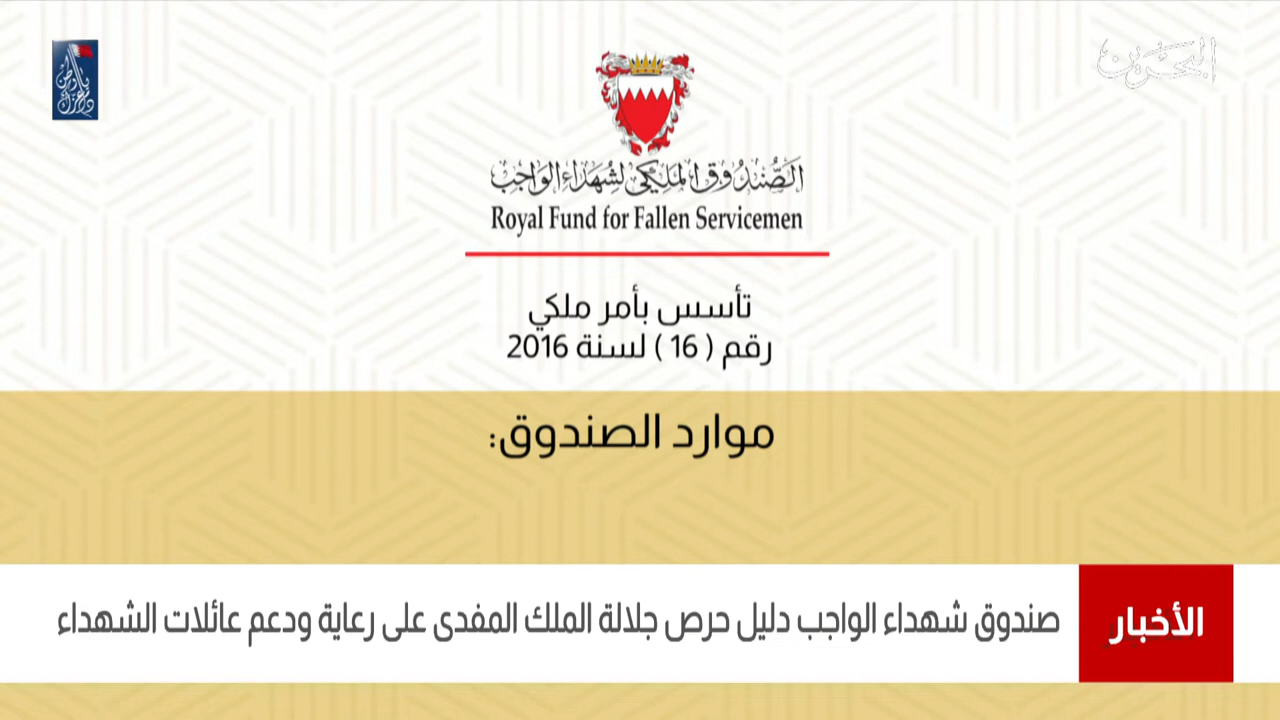 البحرين
الصندوق الملكي لشهداء الواجب
Royal Fund for Fallen Servicemen
تأسس بأمر ملكي
رقم ( 16 ) لسنة 2016
موارد الصندوق:
الأخبار
صندوق شهداء الواجب دليل حرص جلالة الملك المفدى على رعاية ودعم عائلات الشهداء